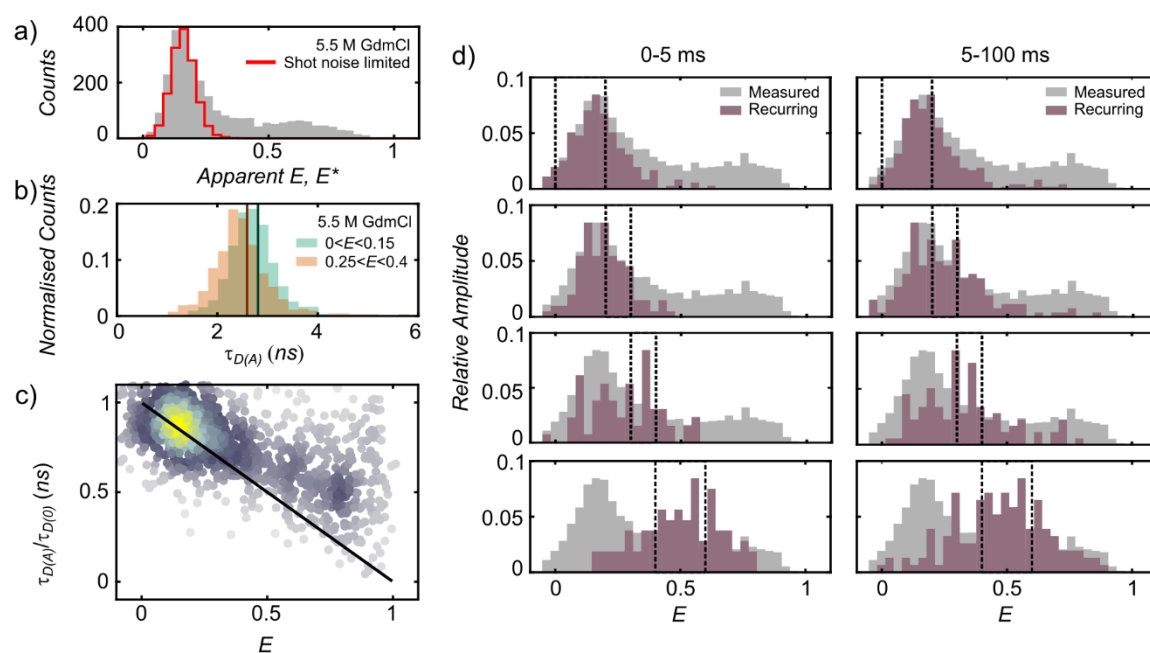 a)
400
200
0
Counts
5.5 M GdmCl
Shot noise limited
0
0.5
1
Apparent E, E*
b)
0.2
0.1
0
Normalised Counts
5.5 M GdmCl
0<E<0.15
0.25<E<0.4
0
2
4
6
τD(A) (ns)
c)
1
0.5
0
τD(A)/τD(0) (ns)
0
0.5
1
E
d)
0-5 ms
5-100 ms
Relative Amplitude
0.1
0.05
0
Measured
Recurring
Measured
Recurring
0.1
0.05
0
0.1
0.05
0
0.1
0.05
0
0
0.5
1
E
0
0.5
1
E